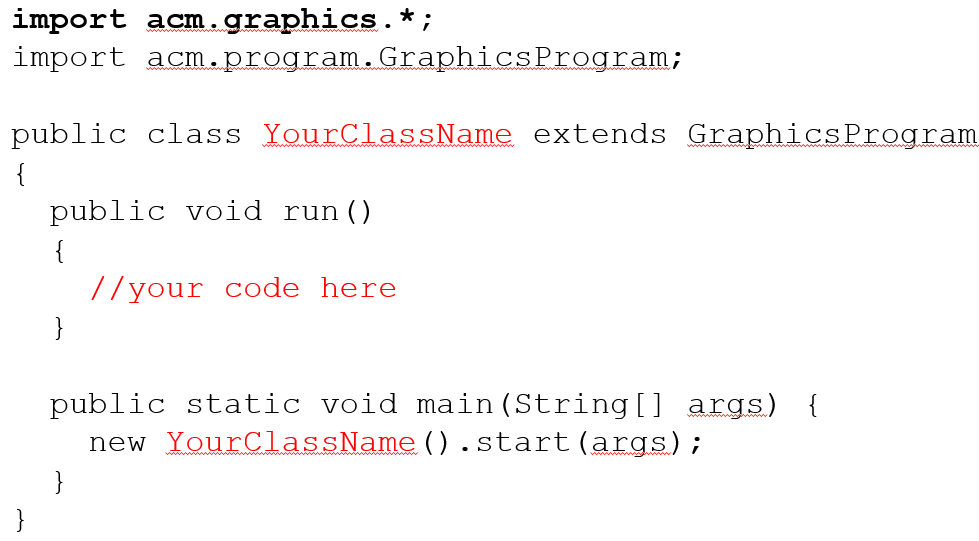 import acm.graphics.*;
import acm.program.GraphicsProgram;
public class YourClassName extends GraphicsProgram
{
public void run()
{
//your code here
}
public static void main(String[] args) {
new YourClassName().start(args);
}
}